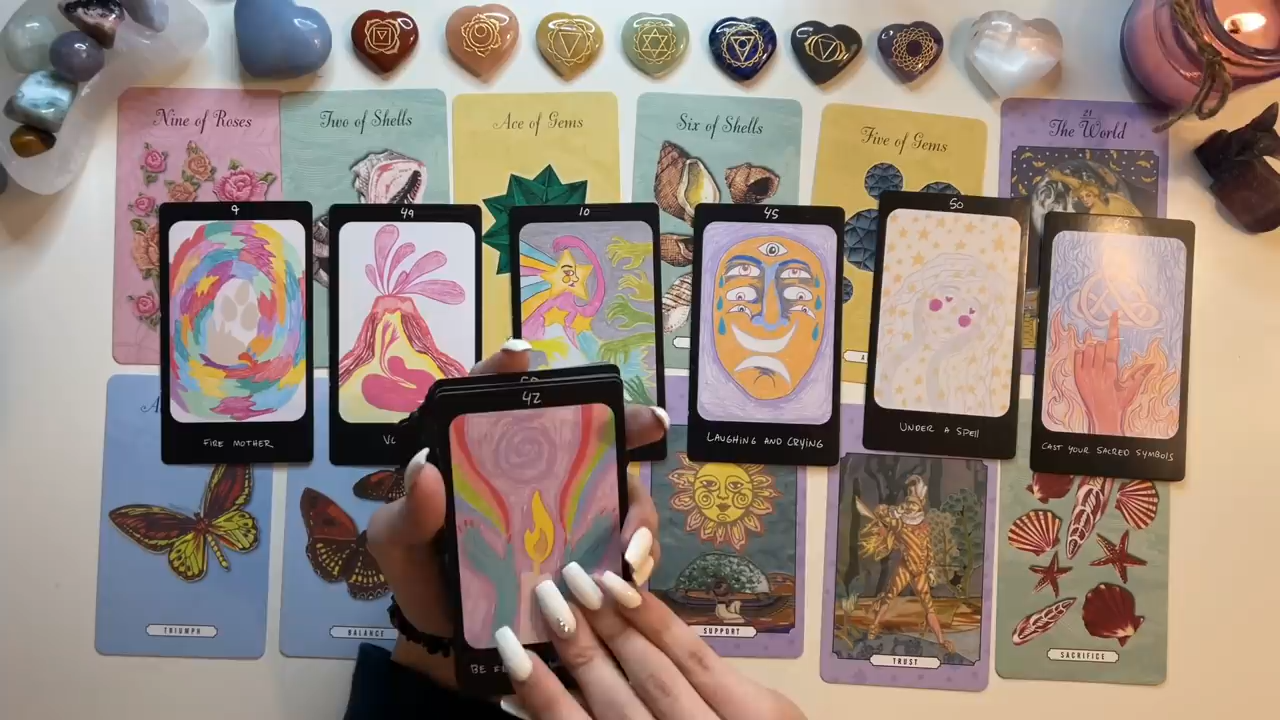 Nine of Roses
Two of Shells
Ace of Gems
Six of Shells
Five of Gems
21
The World
9
49
10
45
50
FIRE MOTHER
LAUGHING AND CRYING
UNDER A SPELL
CAST YOUR SACRED SYMBOLS
42
BE
TRIUMPH
BALANCE
SUPPORT
TRUST
SACRIFICE